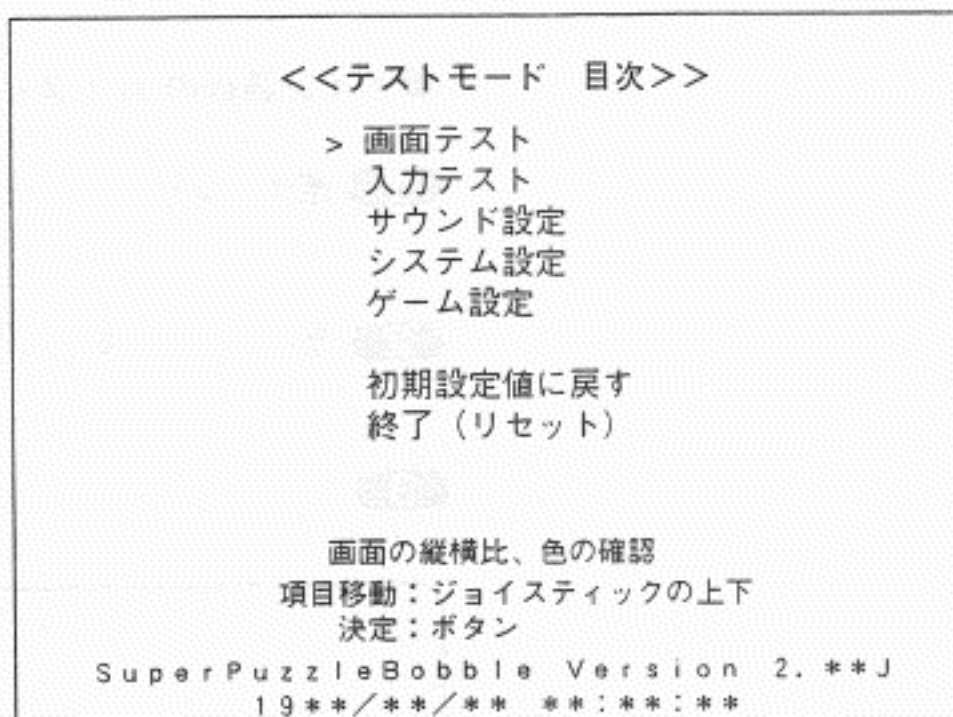 <<テストモード　目次>>
> 画面テスト
入力テスト
サウンド設定
システム設定
ゲーム設定
初期設定値に戻す
終了（リセット）
画面の縦横比、色の確認
項目移動：ジョイスティックの上下
決定：ボタン
SuperPuzzleBobble Version 2.**J
19**/**/** **:**:**